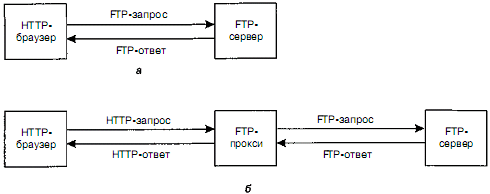 HTTP-
браузер
FTP-запрос
FTP-ответ
FTP-
сервер
а
HTTP-
браузер
HTTP-запрос
HTTP-ответ
FTP-
прокси
FTP-запрос
FTP-ответ
FTP-
сервер
б